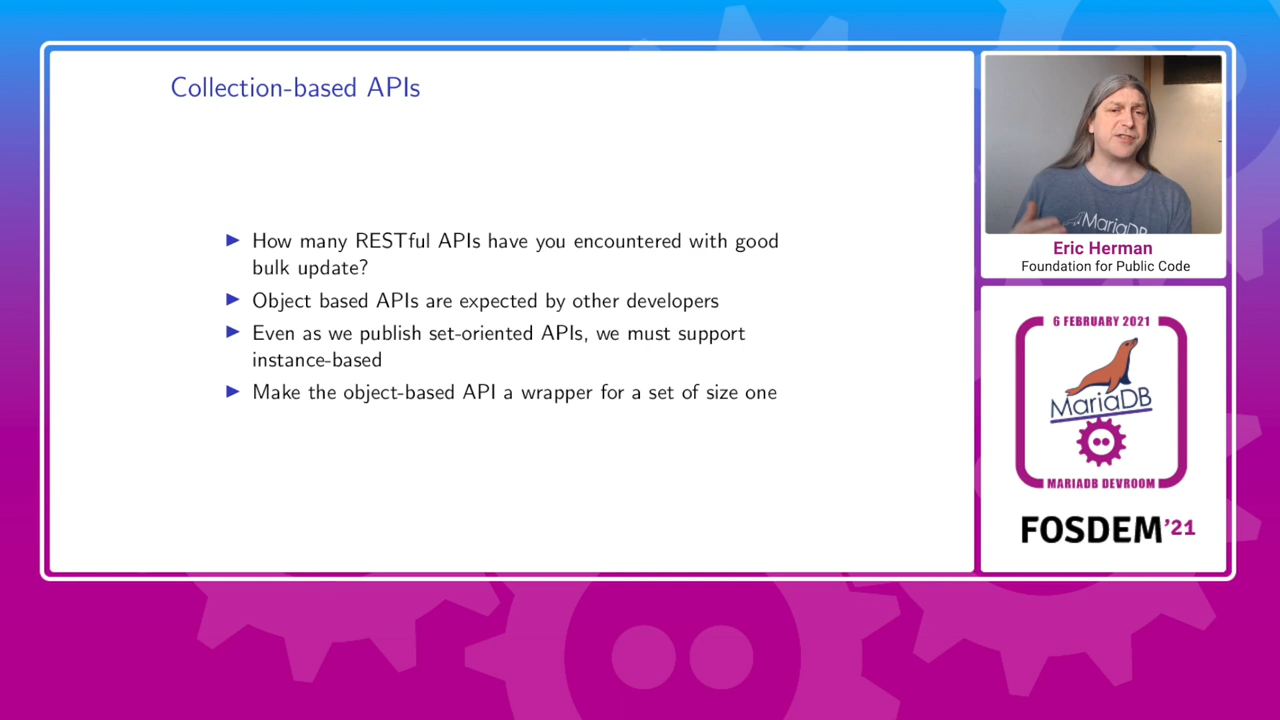 Collection-based APIs
How many RESTful APIs have you encountered with good
bulk update?
Object based APIs are expected by other developers
Even as we publish set-oriented APIs, we must support
instance-based
Make the object-based API a wrapper for a set of size one
MariaDB
Eric Herman
Foundation for Public Code
6 FEBRUARY 2021
MariaDB
MARIADB DEVROOM
FOSDEM'21